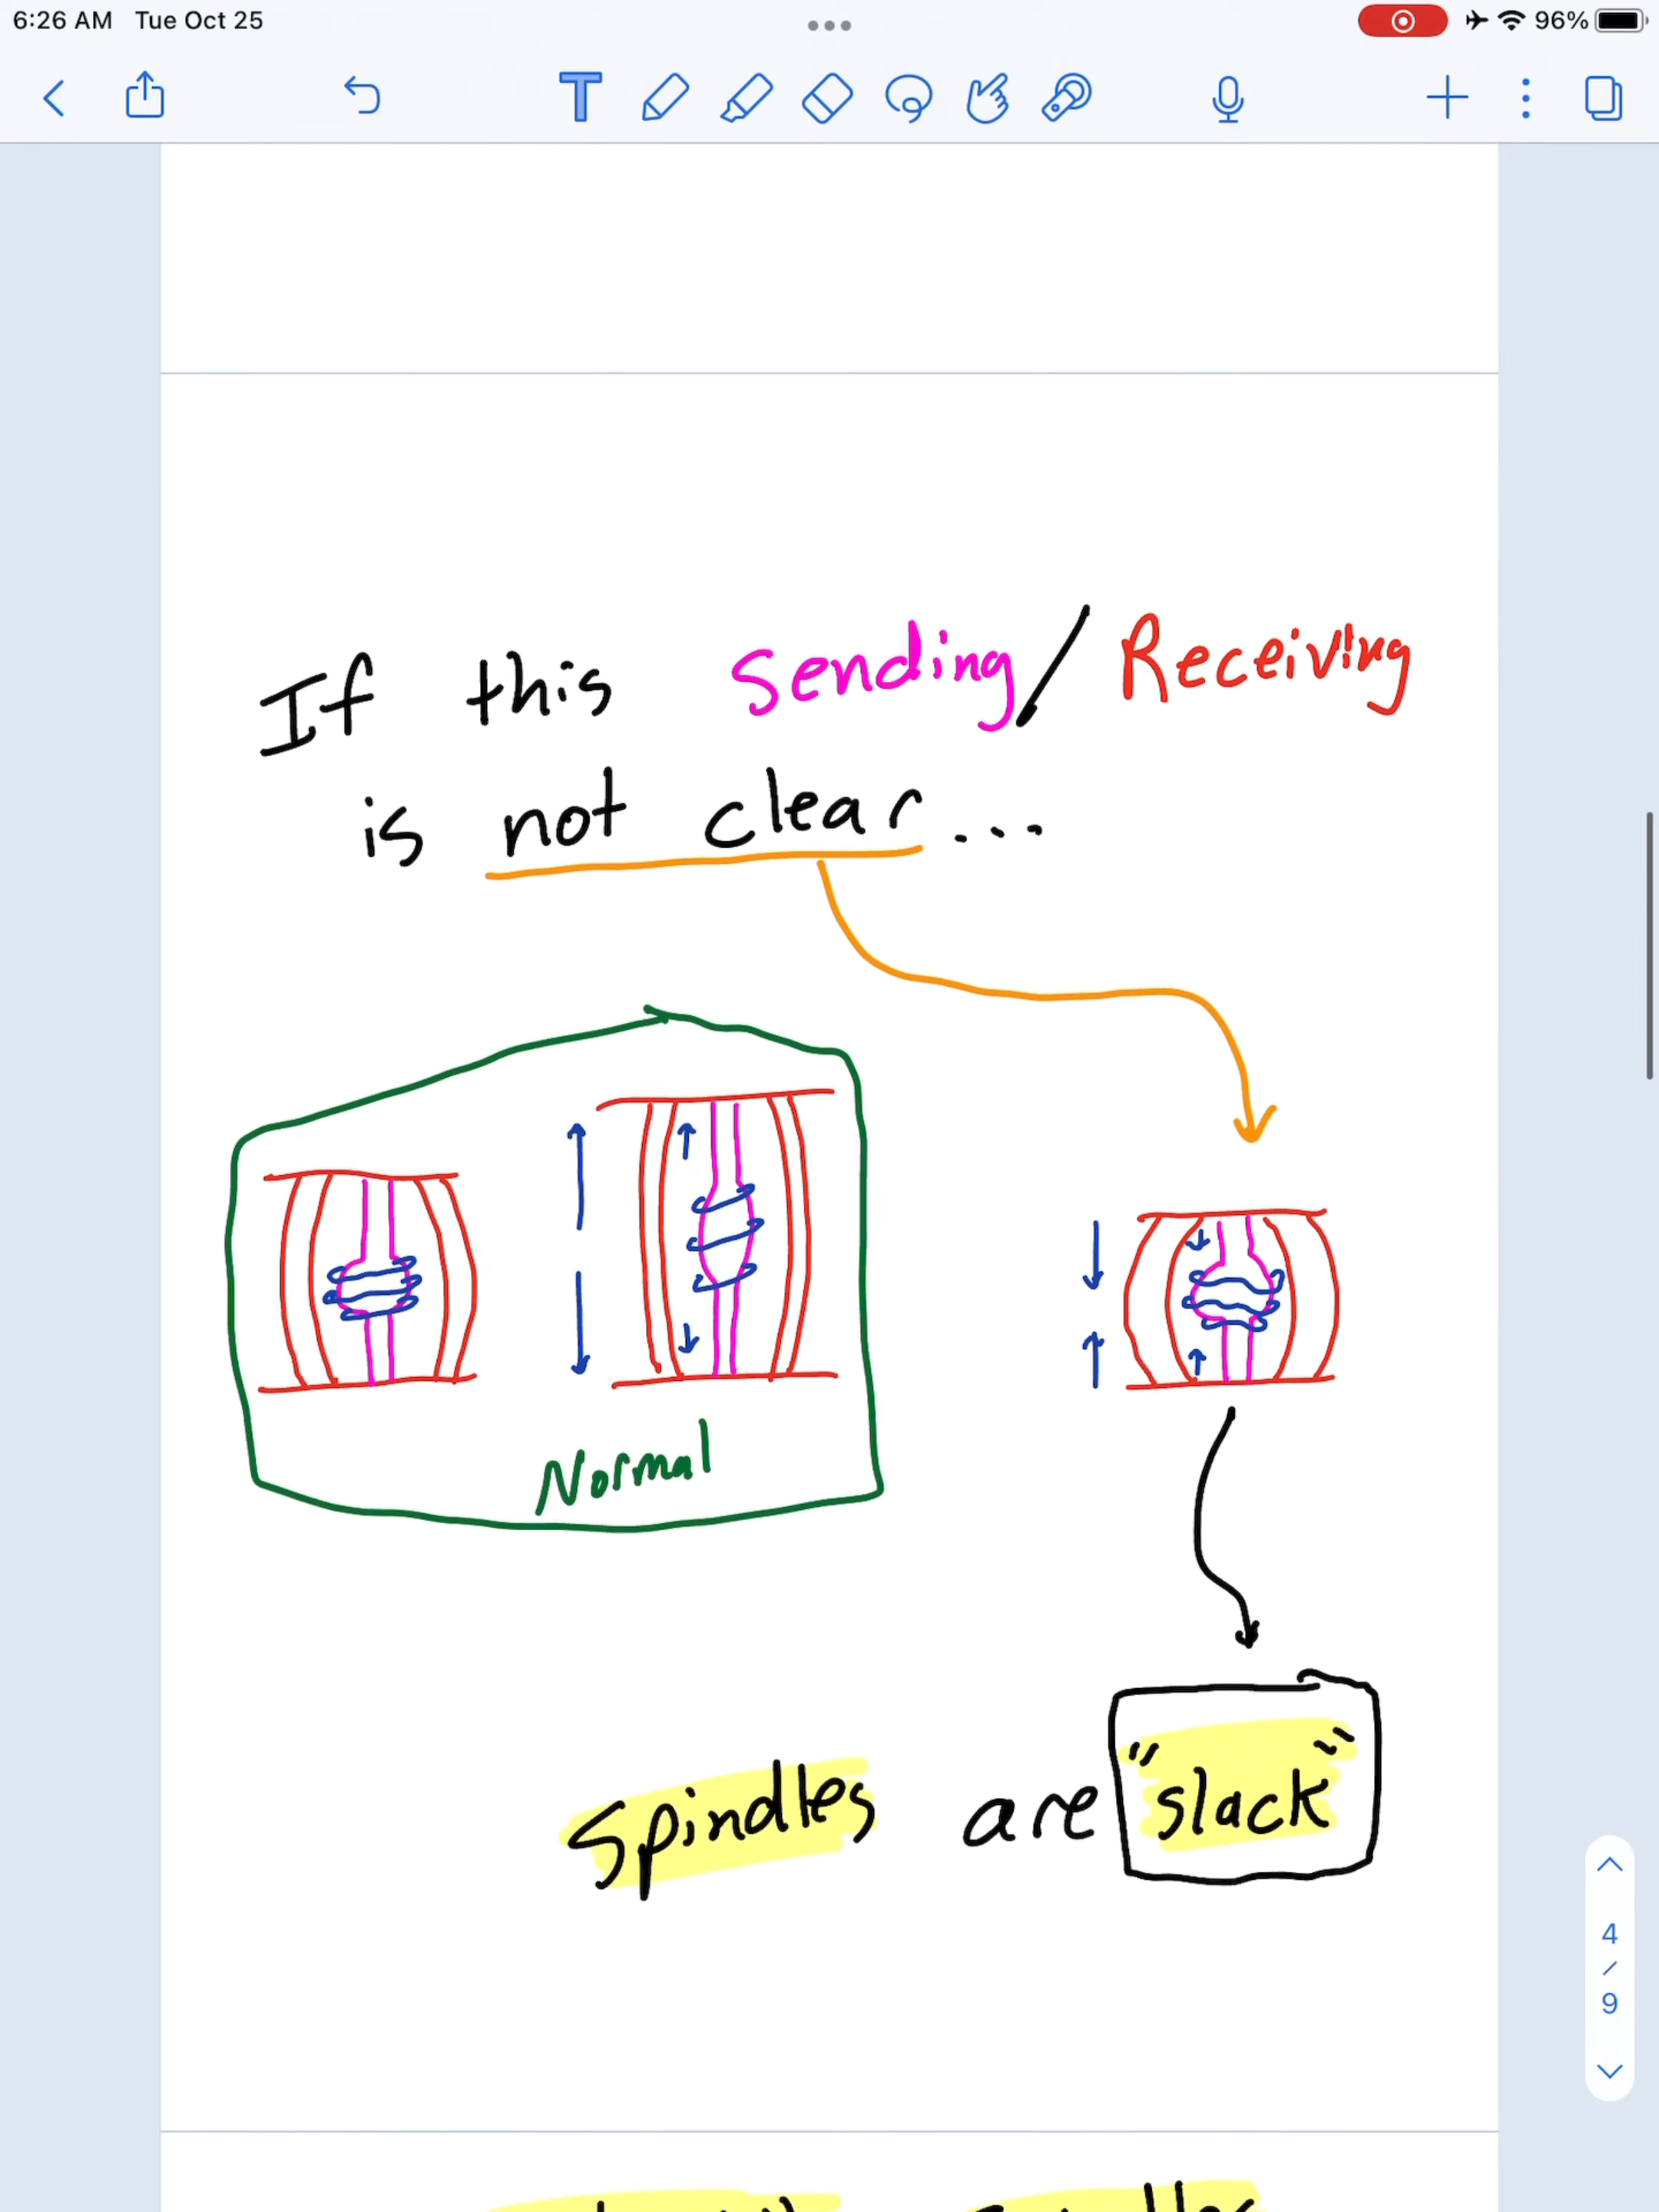 6:26 AM Tue Oct 25
96%
If this Sending/Receiving
is not clear...
Normal
Spindles are "slack"
4
/
9